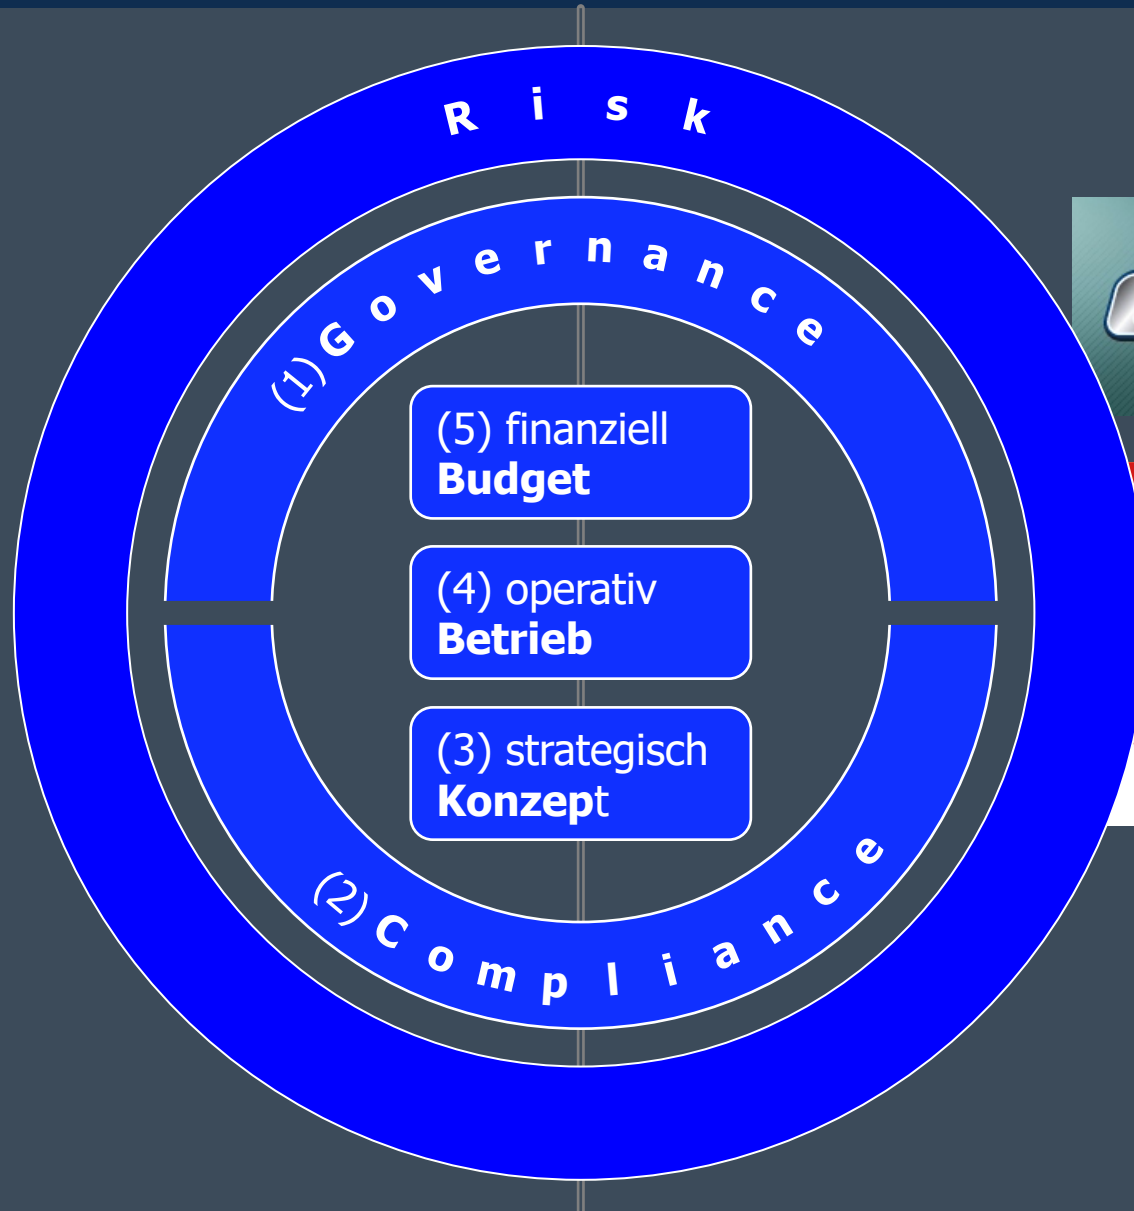 Risk
(1)Governance
(5) finanziell
Budget
(4) operativ
Betrieb
(3) strategisch
Konzept
(2)Compliance